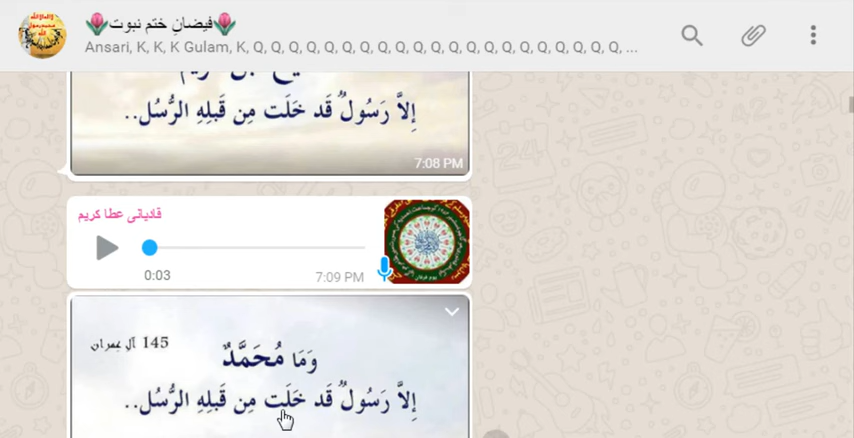 🌷فیضانِ ختم نبوت🌷
Ansari, K, K, K Gulam, K, Q, Q, Q, Q, Q, Q, Q, Q, Q, Q, Q, Q, Q, Q, Q, Q, Q, Q, Q, Q, Q, ...
إِلاَّ رَسُولٌ قَد خَلَت مِن قَبلِهِ الرُّسُل..
7:08 PM
قادیانی عطا کریم
0:03
7:09 PM
145 آلِ عمران
وَمَا مُحَمَّدٌ
إِلاَّ رَسُولٌ قَد خَلَت مِن قَبلِهِ الرُّسُل..